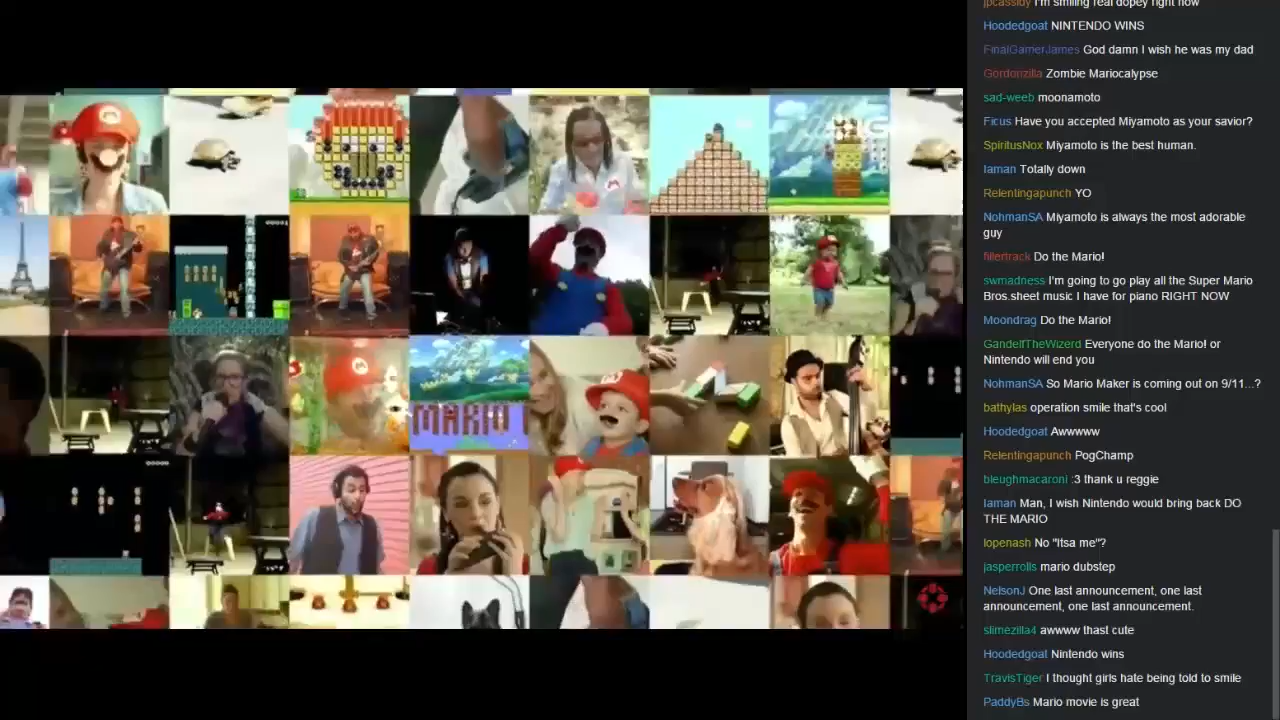 jpcassidy I'm smiling real dopey right now
Hoodedgoat NINTENDO WINS
FinalGamerJames God damn I wish he was my dad
Gordonzilla Zombie Mariocalypse
sad-weeb moonamoto
Ficus Have you accepted Miyamoto as your savior?
SpiritusNox Miyamoto is the best human.
Iaman Totally down
Relentingapunch YO
NohmanSA Miyamoto is always the most adorable
guy
fillertrack Do the Mario!
swmadness I'm going to go play all the Super Mario
Bros.sheet music I have for piano RIGHT NOW
Moondrag Do the Mario!
GandelfTheWizerd Everyone do the Mario! or
Nintendo will end you
NohmanSA So Mario Maker is coming out on 9/11...?
bathylas operation smile that's cool
Hoodedgoat Awwwww
Relentingapunch PogChamp
bleughmacaroni :3 thank u reggie
Iaman Man, I wish Nintendo would bring back DO
THE MARIO
lopenash No "itsa me"?
jasperrolls mario dubstep
NelsonJ One last announcement, one last
announcement, one last announcement.
slimezilla4 awwww thast cute
Hoodedgoat Nintendo wins
TravisTiger I thought girls hate being told to smile
PaddyBs Mario movie is great
MARIO